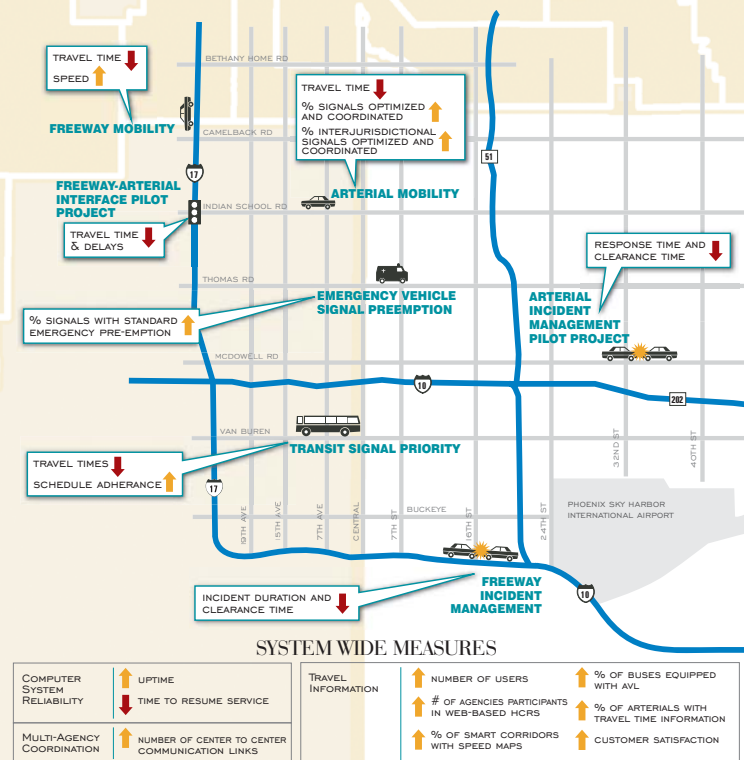 BETHANY HOME RD
TRAVEL TIME
SPEED
FREEWAY MOBILITY
CAMELBACK RD
TRAVEL TIME
% SIGNALS OPTIMIZED
AND COORDINATED
% INTERJURISDICTIONAL
SIGNALS OPTIMIZED AND
COORDINATED
ARTERIAL MOBILITY
51
17
FREEWAY-ARTERIAL
INTERFACE PILOT
PROJECT
INDIAN SCHOOL RD
TRAVEL TIME
& DELAYS
RESPONSE TIME AND
CLEARANCE TIME
THOMAS RD
EMERGENCY VEHICLE
SIGNAL PREEMPTION
ARTERIAL
INCIDENT
MANAGEMENT
PILOT PROJECT
% SIGNALS WITH STANDARD
EMERGENCY PRE-EMPTION
MCDOWELL RD
10
202
VAN BUREN
TRANSIT SIGNAL PRIORITY
TRAVEL TIMES
SCHEDULE ADHERANCE
17
32ND ST
40TH ST
19TH AVE
15TH AVE
7TH AVE
CENTRAL
7TH ST
BUCKEYE
16TH ST
24TH ST
PHOENIX SKY HARBOR
INTERNATIONAL AIRPORT
FREEWAY
INCIDENT
MANAGEMENT
INCIDENT DURATION AND
CLEARANCE TIME
10
SYSTEM WIDE MEASURES
COMPUTER
SYSTEM
RELIABILITY
UPTIME
TIME TO RESUME SERVICE
MULTI-AGENCY
COORDINATION
NUMBER OF CENTER TO CENTER
COMMUNICATION LINKS
TRAVEL
INFORMATION
NUMBER OF USERS
# OF AGENCIES PARTICIPANTS
IN WEB-BASED HCRS
% OF SMART CORRIDORS
WITH SPEED MAPS
% OF BUSES EQUIPPED
WITH AVL
% OF ARTERIALS WITH
TRAVEL TIME INFORMATION
CUSTOMER SATISFACTION